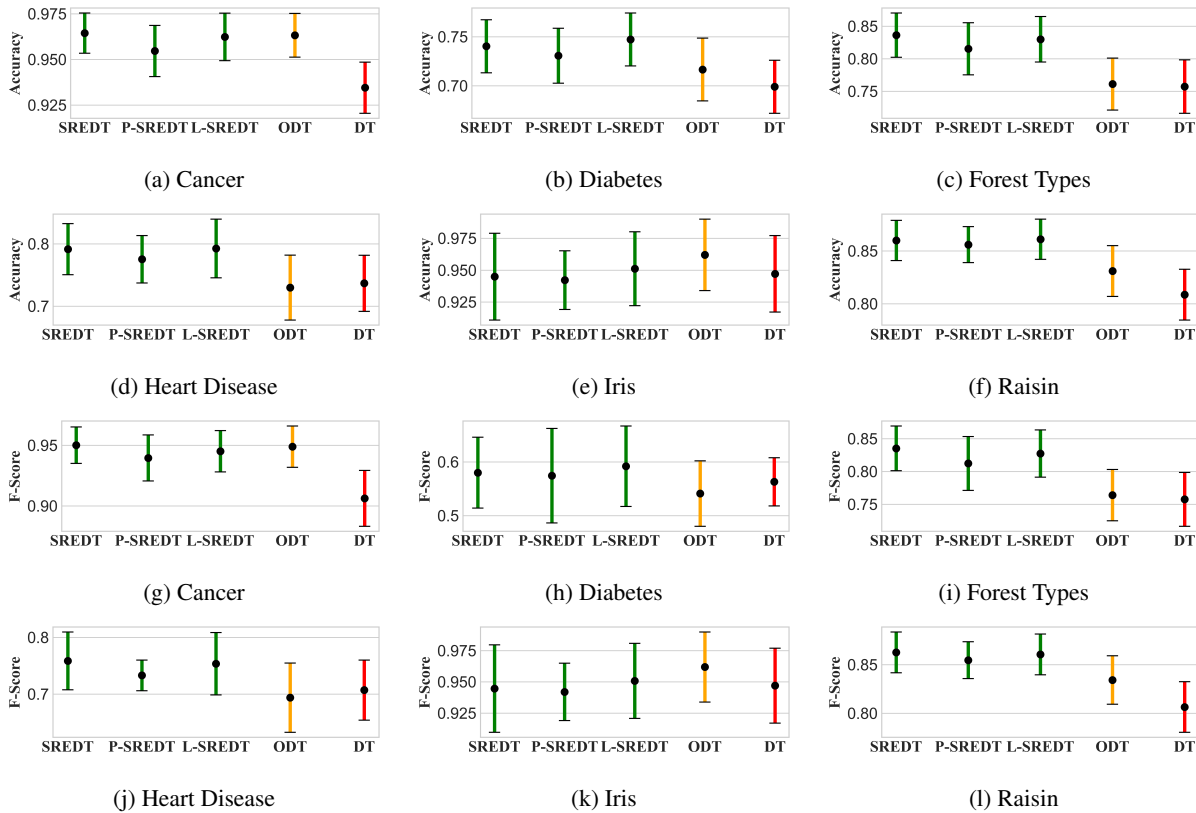 0.975
0.950
0.925
Accuracy
SREDT P-SREDT L-SREDT ODT DT
(a) Cancer
0.75
0.70
Accuracy
SREDT P-SREDT L-SREDT ODT DT
(b) Diabetes
0.85
0.80
0.75
Accuracy
SREDT P-SREDT L-SREDT ODT DT
(c) Forest Types
0.8
0.7
Accuracy
SREDT P-SREDT L-SREDT ODT DT
(d) Heart Disease
0.975
0.950
0.925
Accuracy
SREDT P-SREDT L-SREDT ODT DT
(e) Iris
0.85
0.80
Accuracy
SREDT P-SREDT L-SREDT ODT DT
(f) Raisin
0.95
0.90
F-Score
SREDT P-SREDT L-SREDT ODT DT
(g) Cancer
0.6
0.5
F-Score
SREDT P-SREDT L-SREDT ODT DT
(h) Diabetes
0.85
0.80
0.75
F-Score
SREDT P-SREDT L-SREDT ODT DT
(i) Forest Types
0.8
0.7
F-Score
SREDT P-SREDT L-SREDT ODT DT
(j) Heart Disease
0.975
0.950
0.925
F-Score
SREDT P-SREDT L-SREDT ODT DT
(k) Iris
0.85
0.80
F-Score
SREDT P-SREDT L-SREDT ODT DT
(l) Raisin